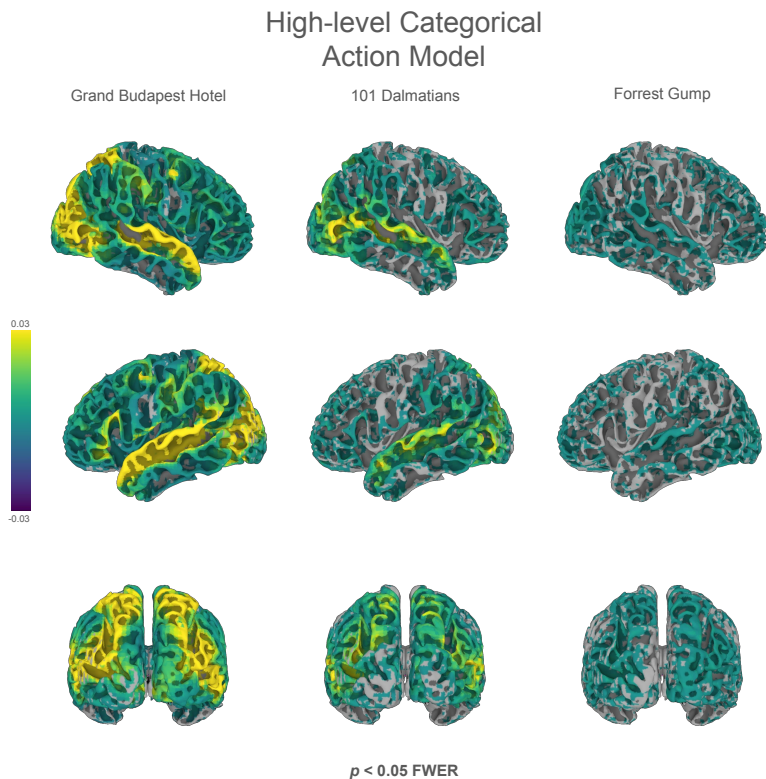 High-level Categorical
Action Model
Grand Budapest Hotel
101 Dalmatians
Forrest Gump
0.03
-0.03
p < 0.05 FWER